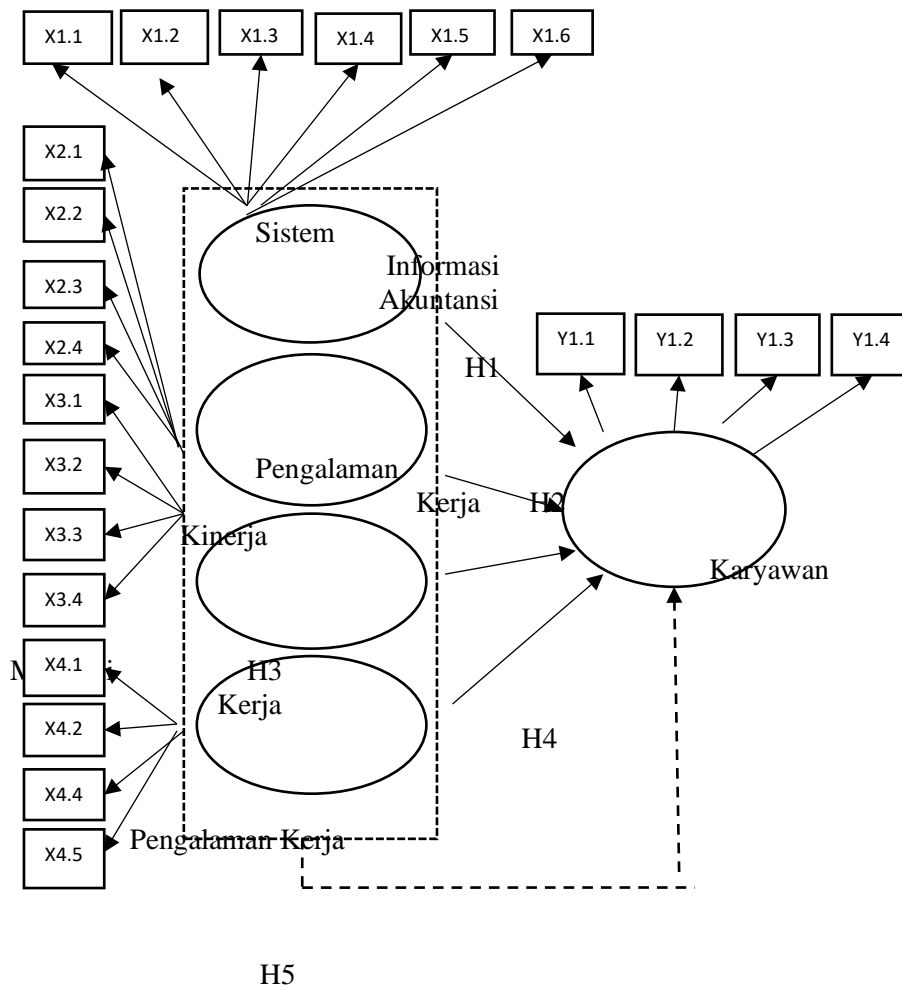 X1.1 X1.2 X1.3 X1.4 X1.5 X1.6
X2.1
X2.2
Sistem
Informasi
X2.3
Akuntansi
Y1.1 Y1.2 Y1.3 Y1.4
X2.4
H1
X3.1
X3.2
Pengalaman
Kerja H2
X3.3
Kinerja
Karyawan
X3.4
X4.1
H3
Kerja
X4.2
H4
X4.4
Pengalaman Kerja
X4.5
H5